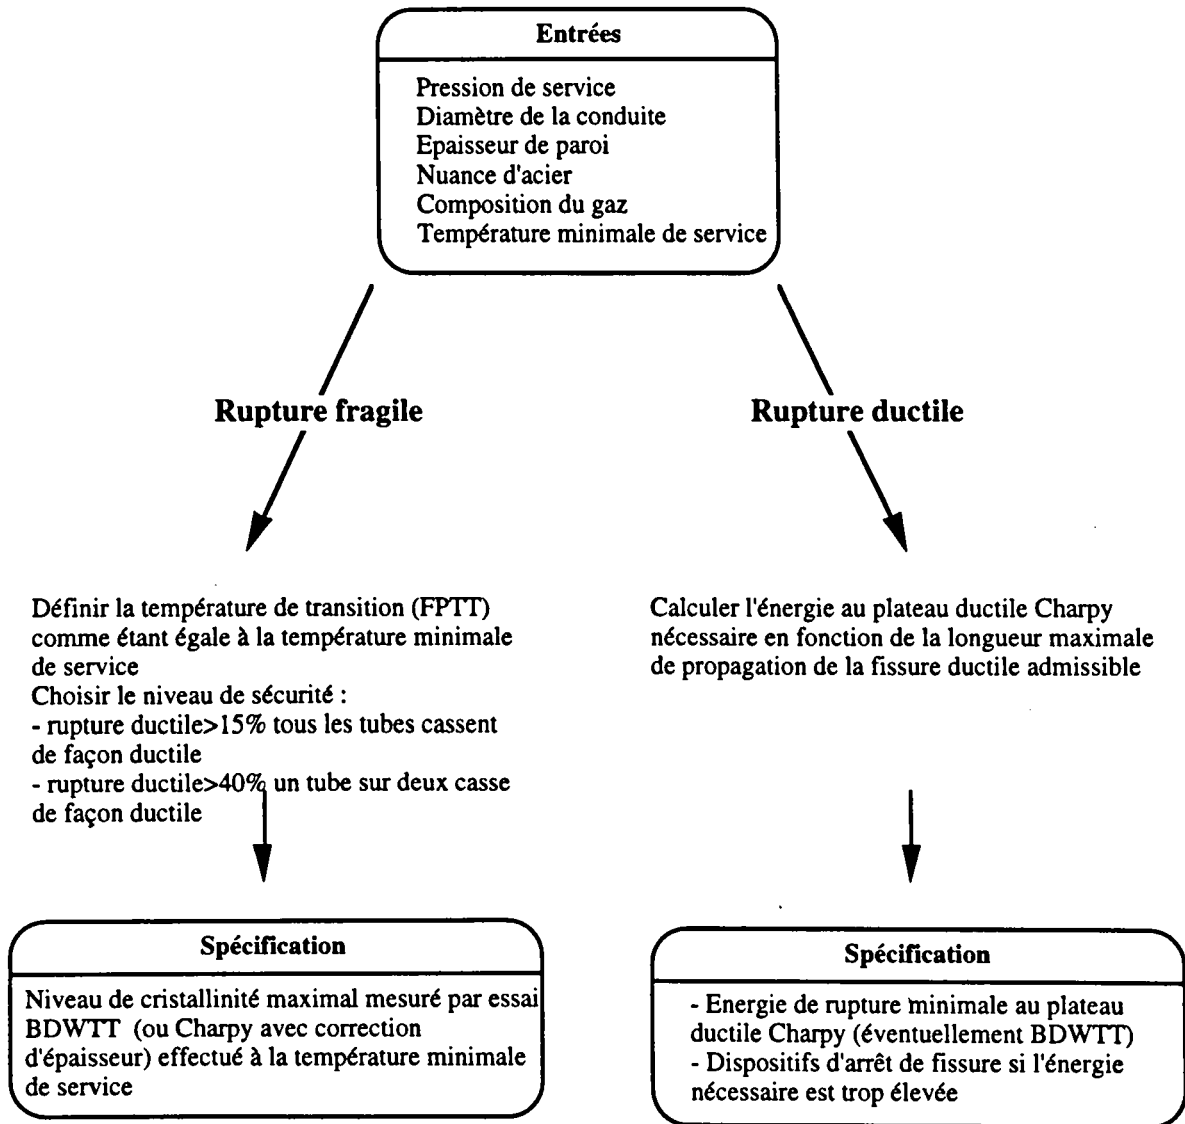 Entrées
Pression de service
Diamètre de la conduite
Epaisseur de paroi
Nuance d'acier
Composition du gaz
Température minimale de service
Rupture fragile
Rupture ductile
Définir la température de transition (FPTT)
comme étant égale à la température minimale
de service
Choisir le niveau de sécurité :
- rupture ductile>15% tous les tubes cassent
de façon ductile
- rupture ductile>40% un tube sur deux casse
de façon ductile
Calculer l'énergie au plateau ductile Charpy
nécessaire en fonction de la longueur maximale
de propagation de la fissure ductile admissible
Spécification
Niveau de cristallinité maximal mesuré par essai
BDWTT (ou Charpy avec correction
d'épaisseur) effectué à la température minimale
de service
Spécification
- Energie de rupture minimale au plateau
ductile Charpy (éventuellement BDWTT)
- Dispositifs d'arrêt de fissure si l'énergie
nécessaire est trop élevée